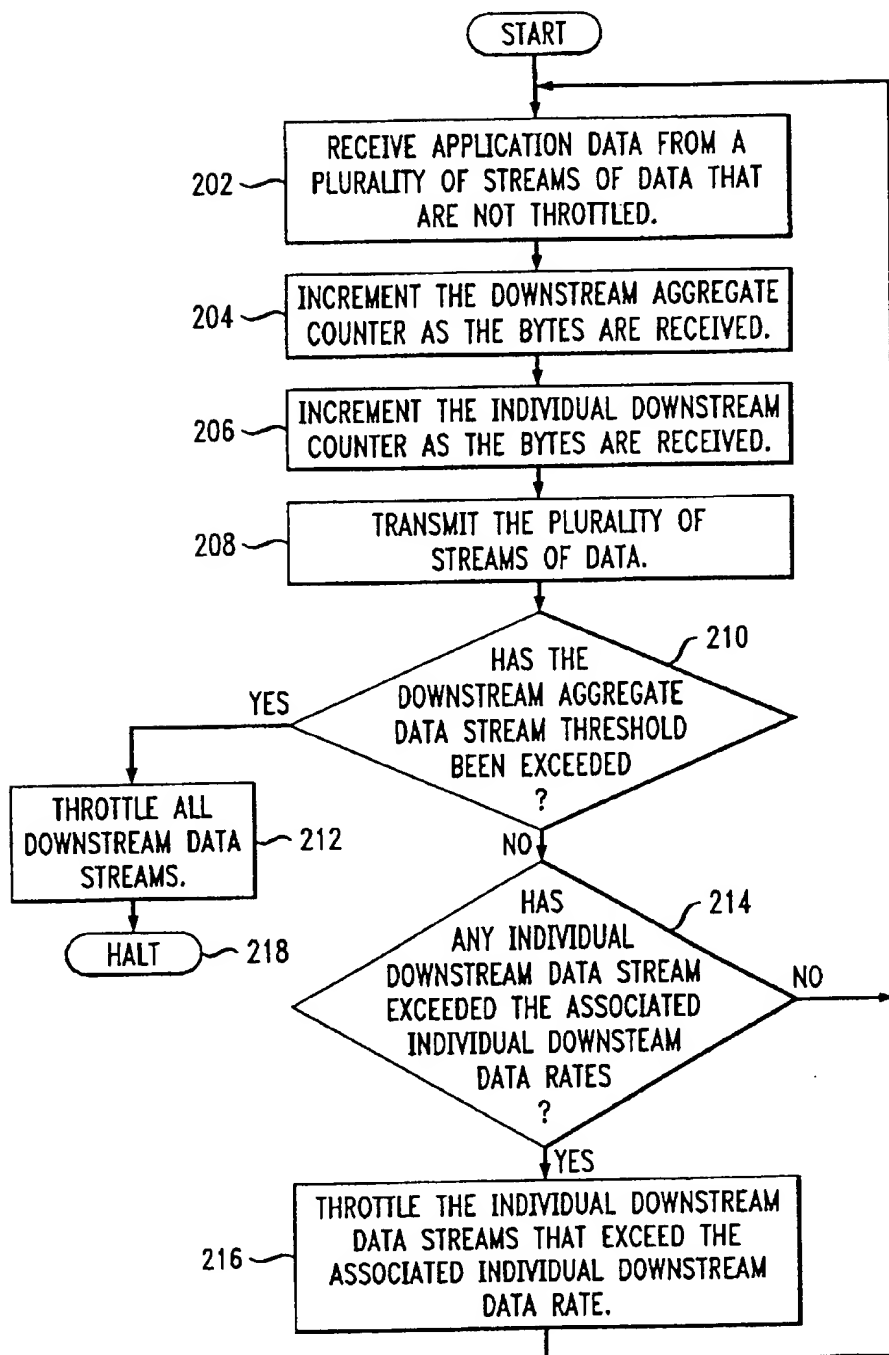 START
RECEIVE APPLICATION DATA FROM A
PLURALITY OF STREAMS OF DATA THAT
ARE NOT THROTTLED.
202
INCREMENT THE DOWNSTREAM AGGREGATE
COUNTER AS THE BYTES ARE RECEIVED.
204
INCREMENT THE INDIVIDUAL DOWNSTREAM
COUNTER AS THE BYTES ARE RECEIVED.
206
TRANSMIT THE PLURALITY OF
STREAMS OF DATA.
208
210
HAS THE
DOWNSTREAM AGGREGATE
DATA STREAM THRESHOLD
BEEN EXCEEDED
?
YES
THROTTLE ALL
DOWNSTREAM DATA
STREAMS.
212
HALT
218
NO
214
HAS
ANY INDIVIDUAL
DOWNSTREAM DATA STREAM
EXCEEDED THE ASSOCIATED
INDIVIDUAL DOWNSTEAM
DATA RATES
?
NO
YES
THROTTLE THE INDIVIDUAL DOWNSTREAM
DATA STREAMS THAT EXCEED THE
ASSOCIATED INDIVIDUAL DOWNSTREAM
DATA RATE.
216